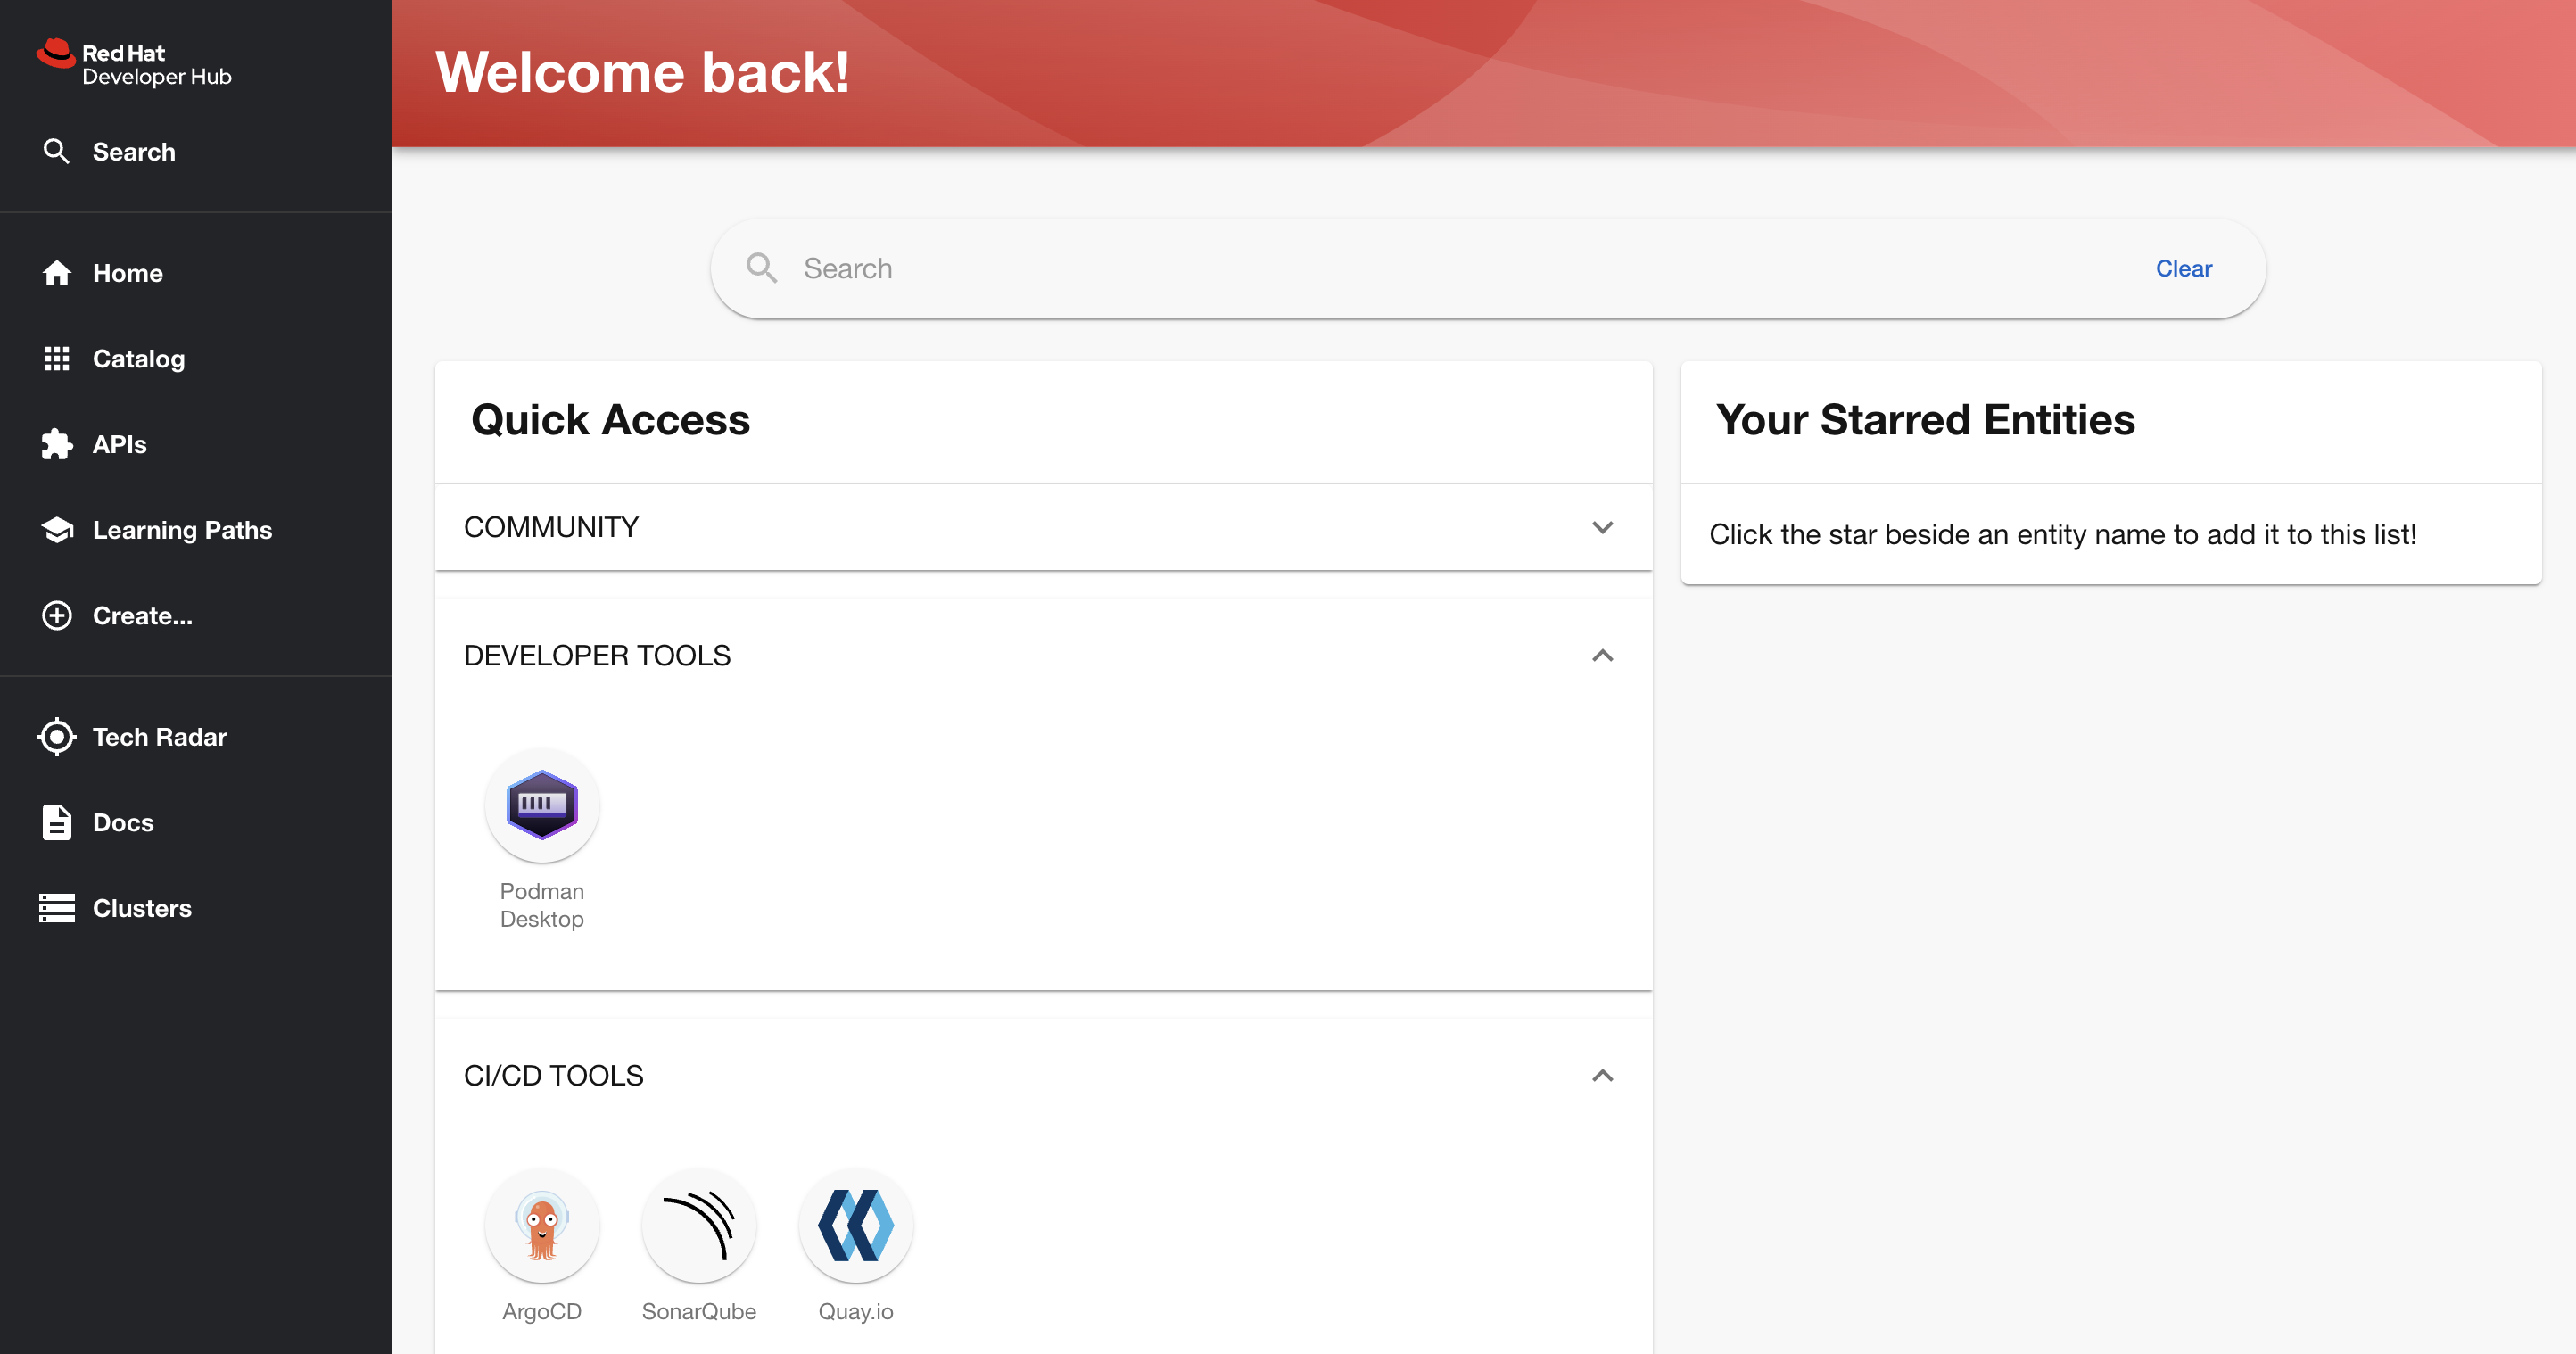 Red Hat
Developer Hub
Search
Home
Catalog
APIs
Learning Paths
Create...
Tech Radar
Docs
Clusters
Welcome back!
Search
Clear
Quick Access
COMMUNITY
DEVELOPER TOOLS
Podman
Desktop
CI/CD TOOLS
ArgoCD
SonarQube
Quay.io
Your Starred Entities
Click the star beside an entity name to add it to this list!